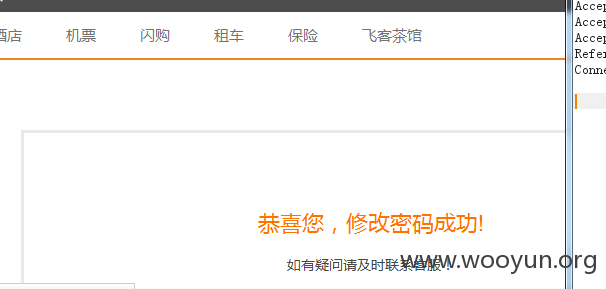 酒店 机票 闪购 租车 保险 飞客茶馆
Accep
Accep
Accep
Refer
Conne
恭喜您，修改密码成功!
如有疑问请及时联系客服！
www.wooyun.org